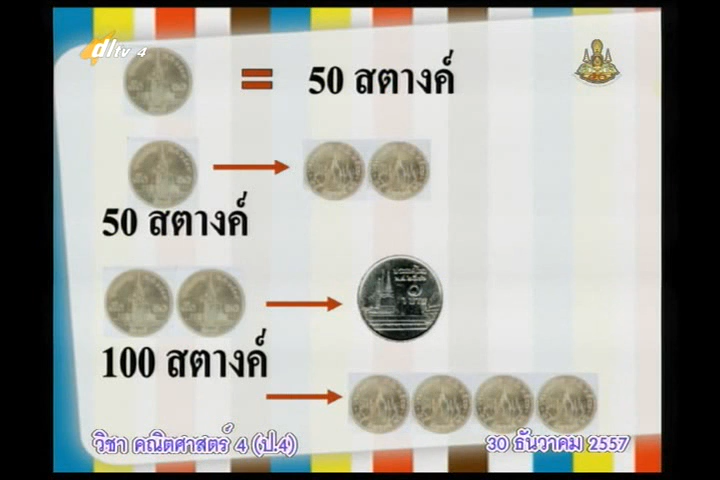 dltv 4
= 50 สตางค์
50 สตางค์
100 สตางค์
วิชา คณิตศาสตร์ 4 (ป.4)
30 ธันวาคม 2557